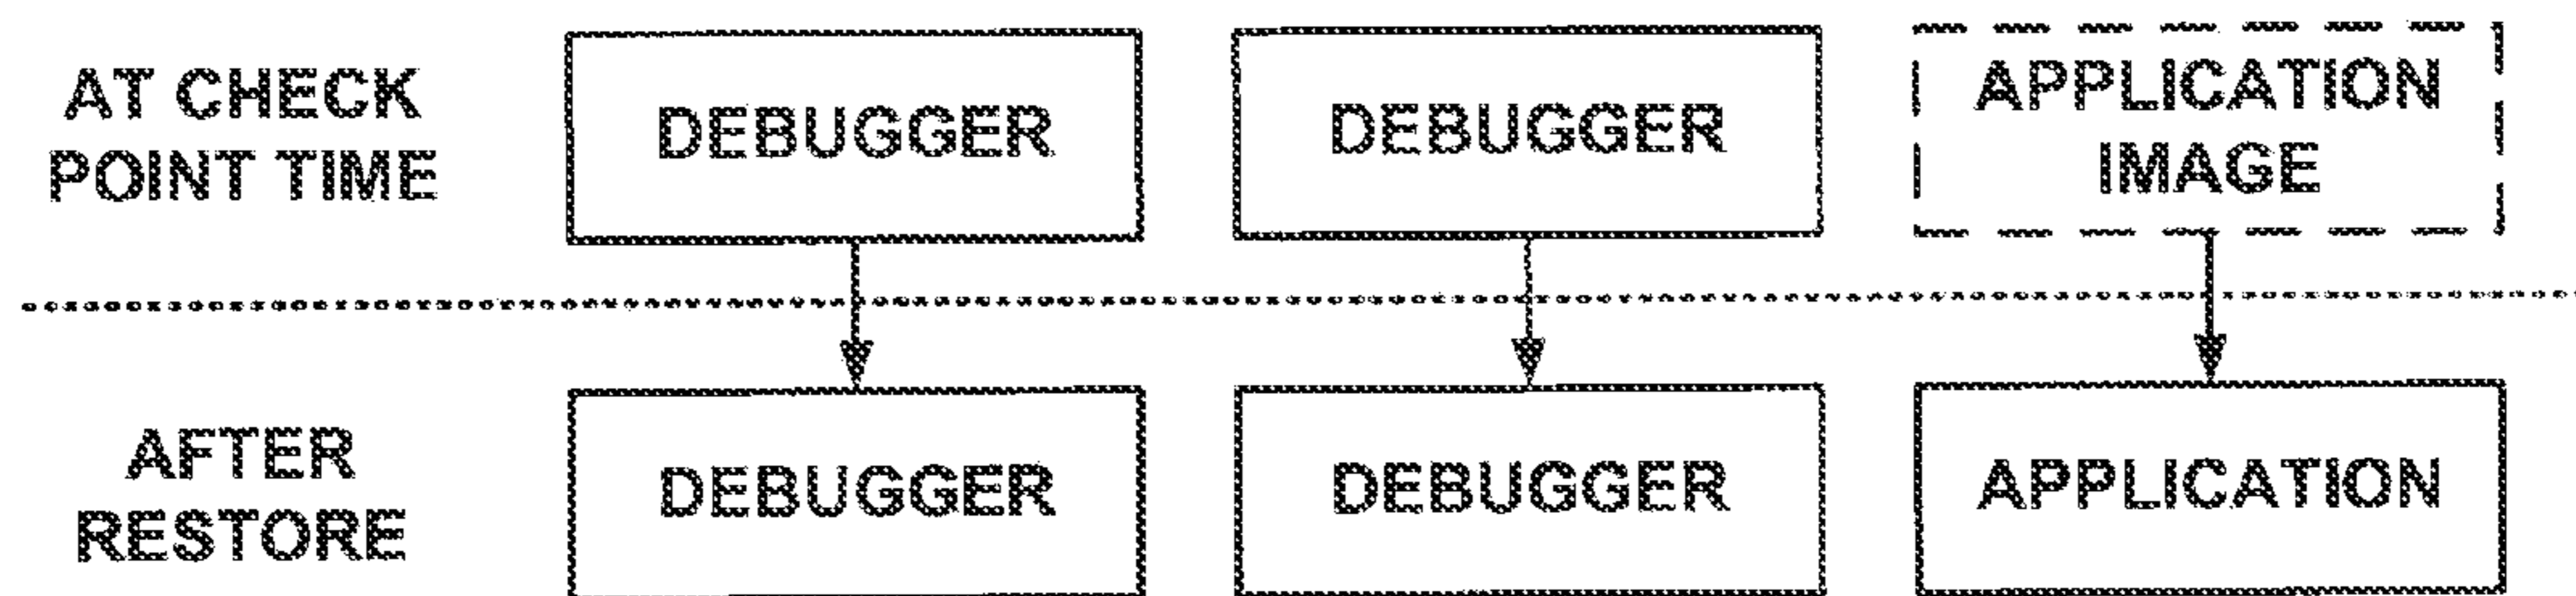 AT CHECK
POINT TIME
DEBUGGER
DEBUGGER
APPLICATION
IMAGE
AFTER
RESTORE
DEBUGGER
DEBUGGER
APPLICATION